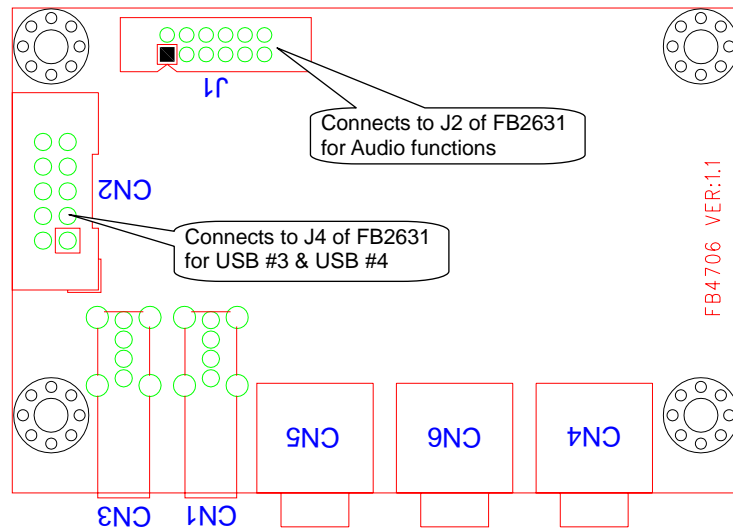 J1
Connects to J2 of FB2631
for Audio functions
CN2
Connects to J4 of FB2631
for USB #3 & USB #4
FB4706 VER:1.1
CN5
CN6
CN4
CN3
CN1